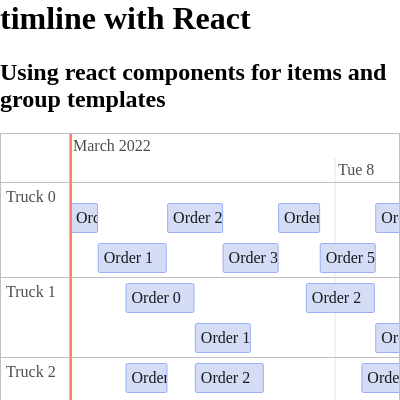 timline with React
Using react components for items and
group templates
March 2022
Tue 8
Truck 0
Ord
Order 2
Order
Or
Order 1
Order 3
Order 5
Truck 1
Order 0
Order 2
Order 1
Or
Truck 2
Order
Order 2
Orde